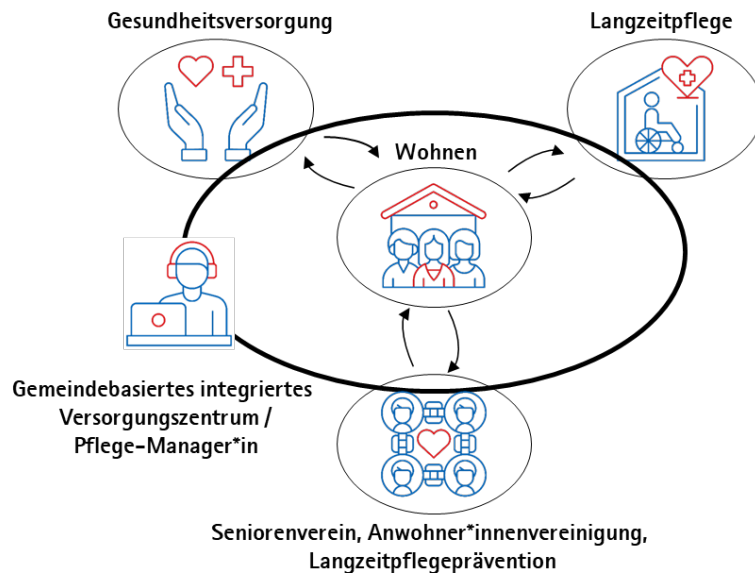 Gesundheitsversorgung
Langzeitpflege
Wohnen
Gemeindebasiertes integriertes
Versorgungszentrum /
Pflege-Manager*in
Seniorenverein, Anwohner*innenvereinigung,
Langzeitpflegeprävention